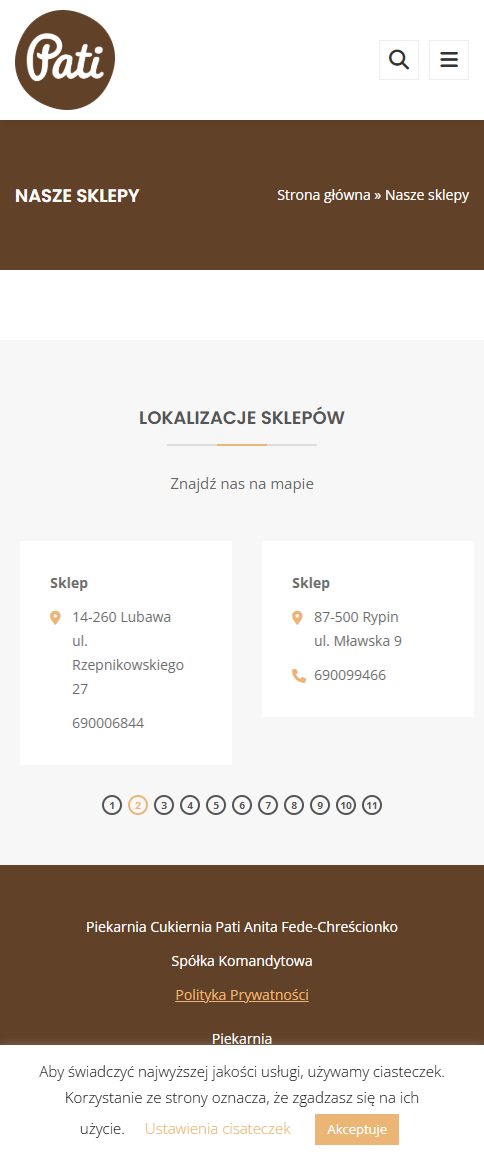 Pati
NASZE SKLEPY
Strona główna » Nasze sklepy
LOKALIZACJE SKLEPÓW
Znajdź nas na mapie
Sklep
14-260 Lubawa
ul.
Rzepnikowskiego
27
690006844
Sklep
87-500 Rypin
ul. Mławska 9
690099466
1 2 3 4 5 6 7 8 9 10 11
Piekarnia Cukiernia Pati Anita Fede-Chreścionko
Spółka Komandytowa
Polityka Prywatności
Piekarnia
Aby świadczyć najwyższej jakości usługi, używamy ciasteczek.
Korzystanie ze strony oznacza, że zgadzasz się na ich
użycie. Ustawienia cisateczek Akceptuje